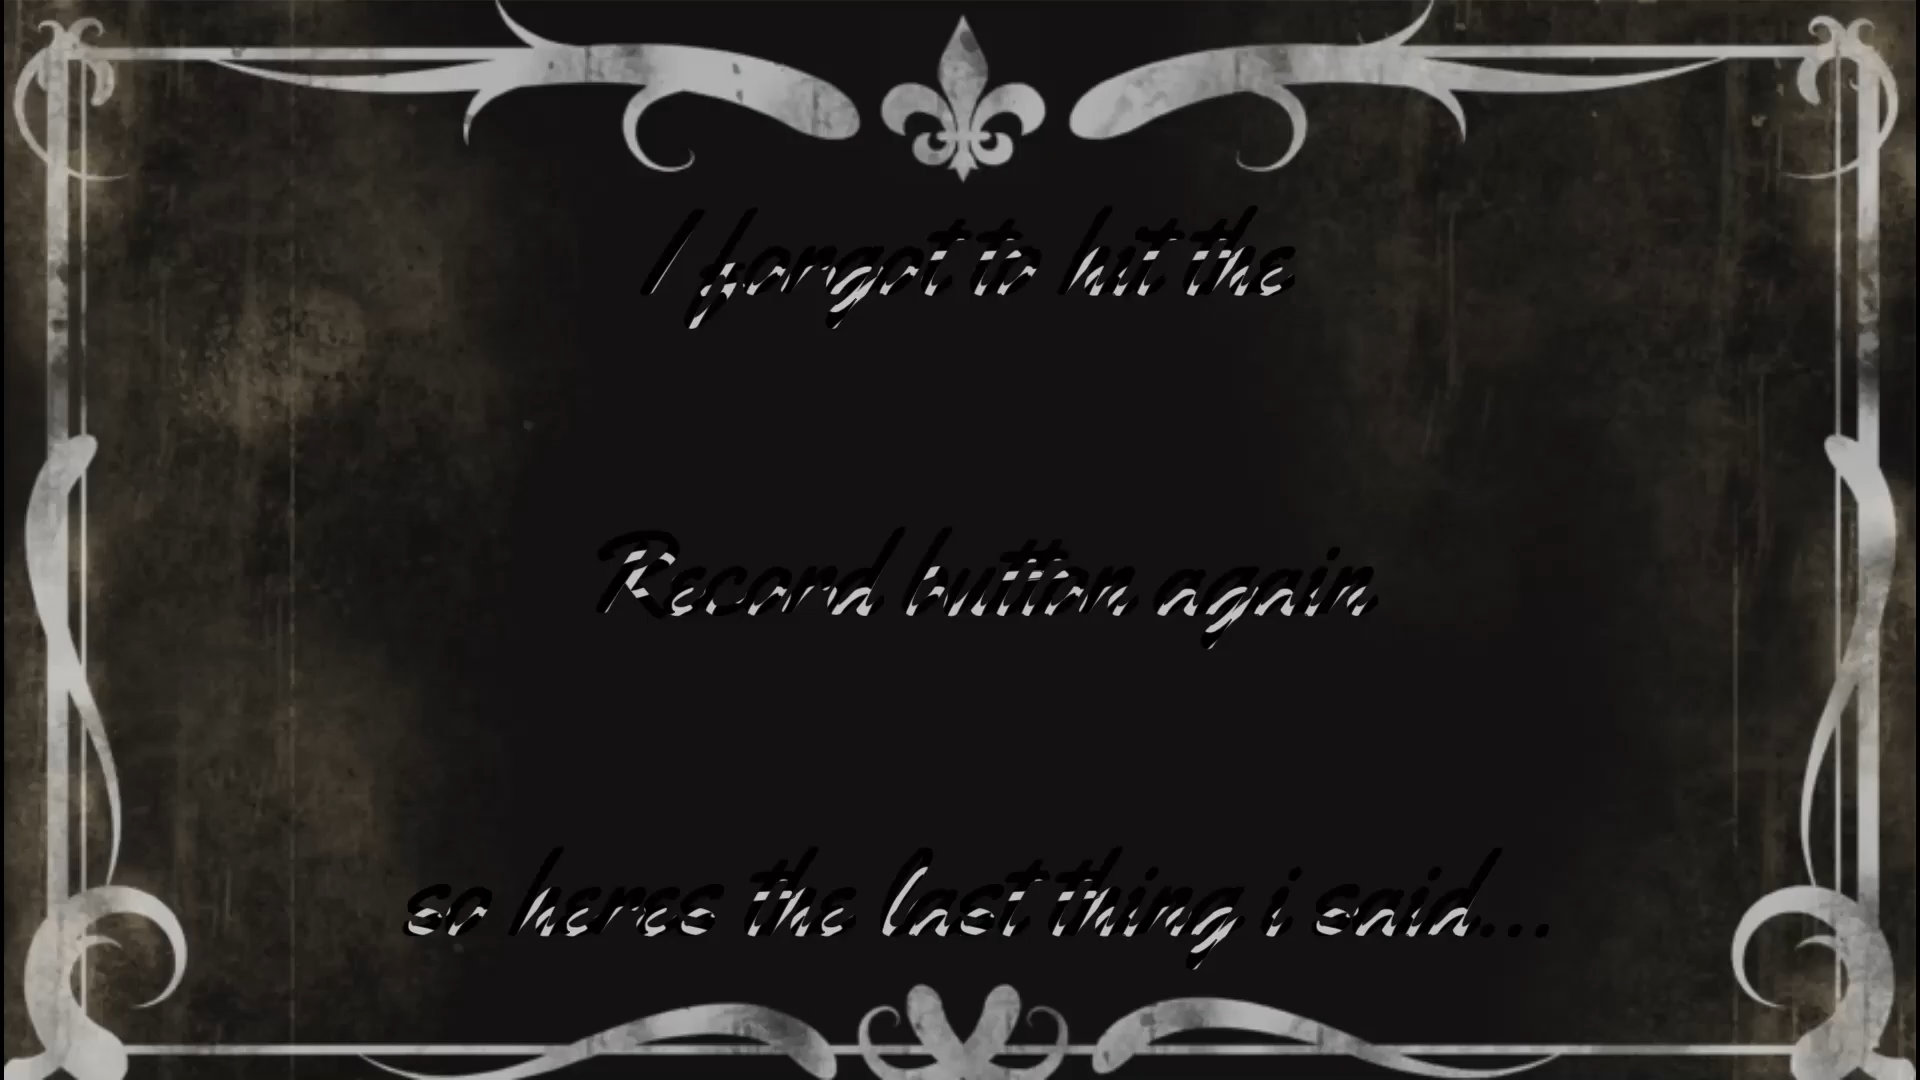 I forgot to hit the
Record button again
so heres the last thing i said...